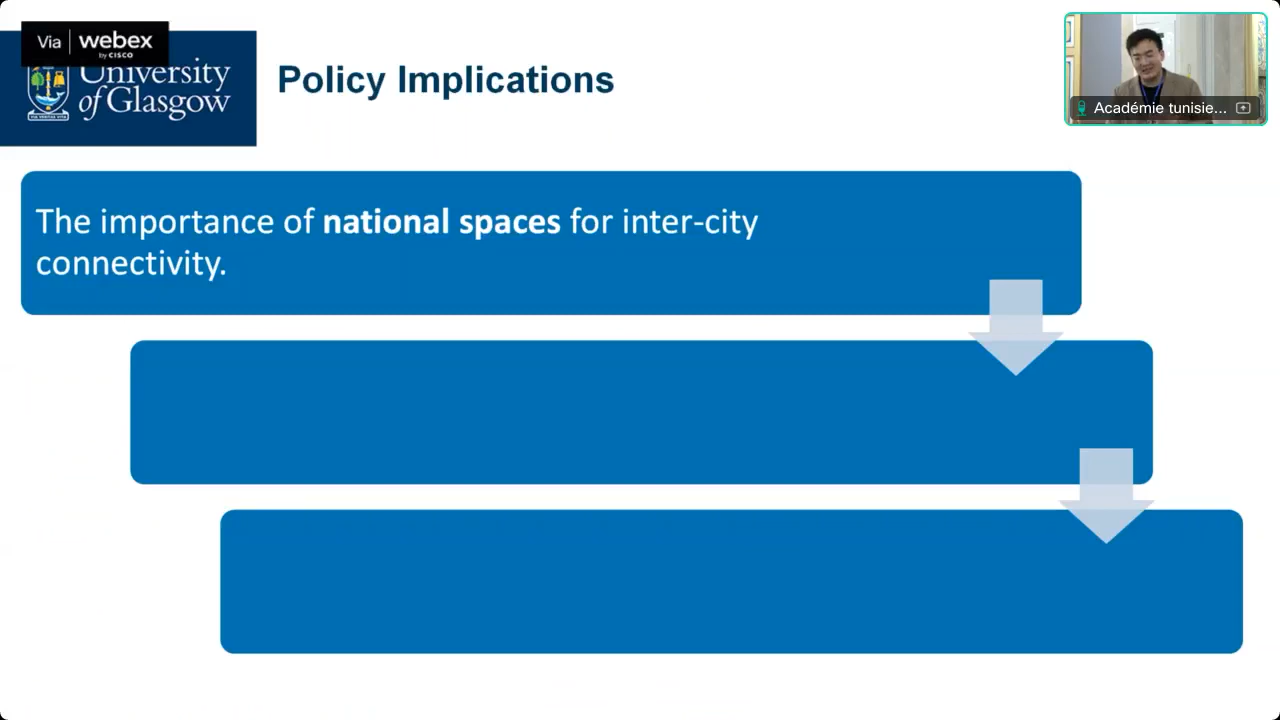 Via webex
by CISCO
University
of Glasgow
Policy Implications
Académie tunisie...
The importance of national spaces for inter-city
connectivity.